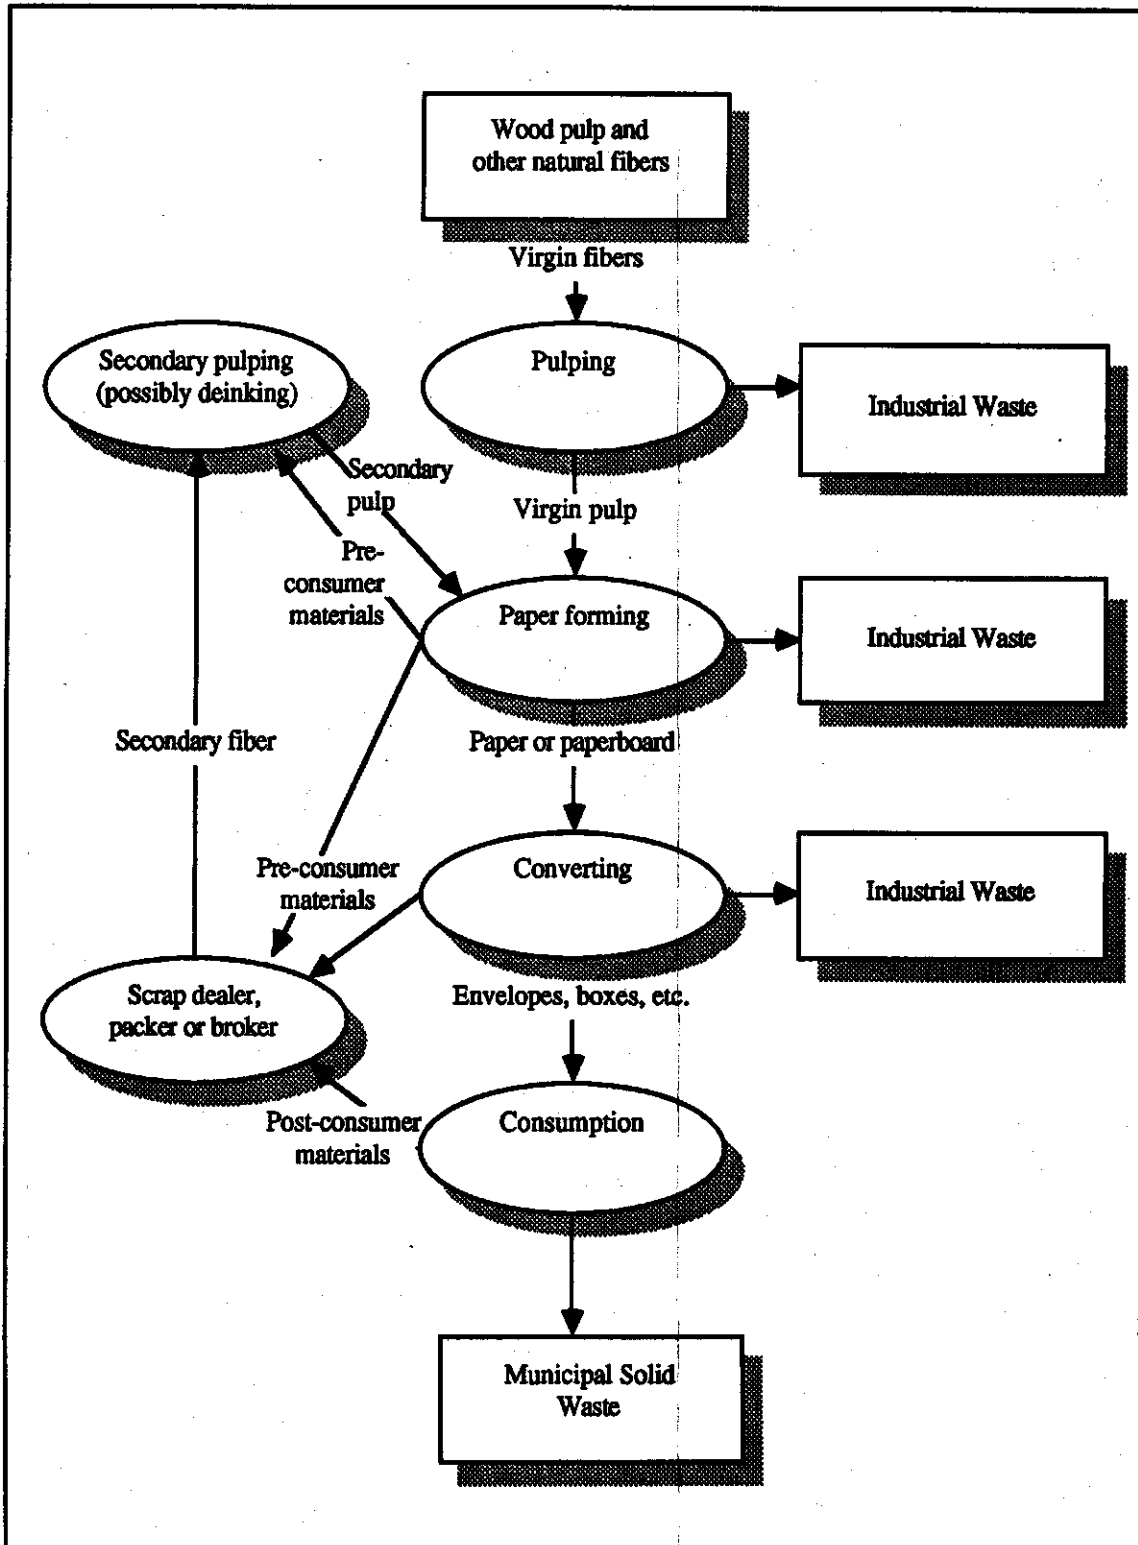 Wood pulp and
other natural fibers
Virgin fibers
Secondary pulping
(possibly deinking)
Pulping
Industrial Waste
Secondary
pulp
Virgin pulp
Pre-
consumer
materials
Paper forming
Industrial Waste
Secondary fiber
Paper or paperboard
Pre-consumer
materials
Converting
Industrial Waste
Scrap dealer,
packer or broker
Envelopes, boxes, etc.
Post-consumer
materials
Consumption
Municipal Solid
Waste